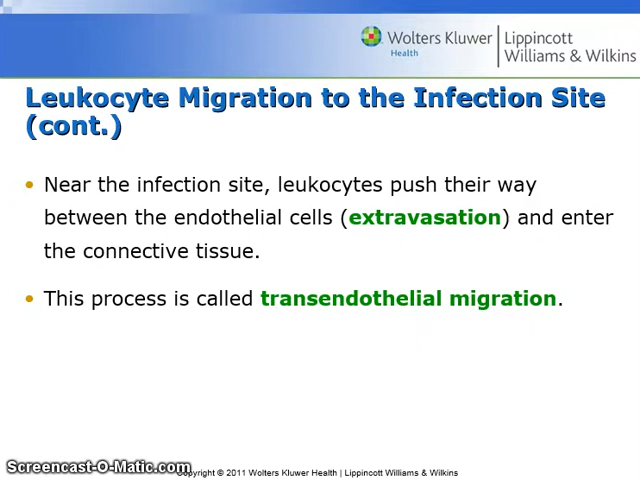 Wolters Kluwer
Health
Lippincott
Williams & Wilkins
Leukocyte Migration to the Infection Site
(cont.)
• Near the infection site, leukocytes push their way
between the endothelial cells (extravasation) and enter
the connective tissue.
• This process is called transendothelial migration.
Screencast-O-Matic.com
Copyright © 2011 Wolters Kluwer Health | Lippincott Williams & Wilkins